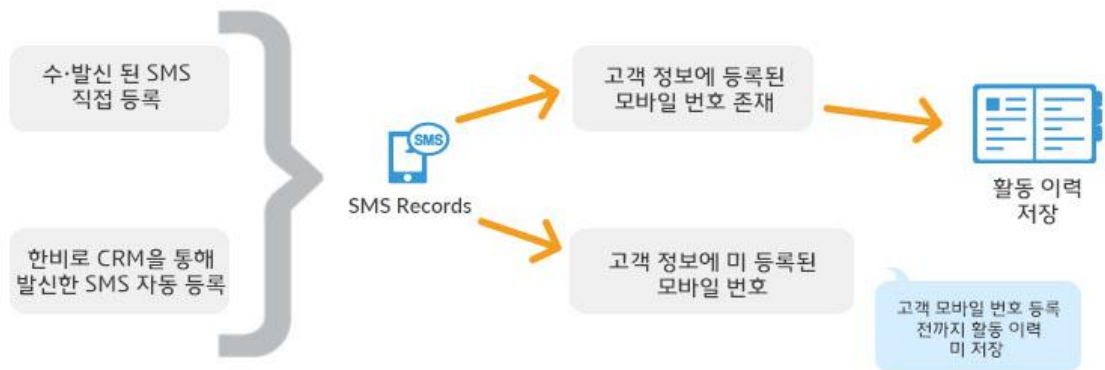 수·발신 된 SMS
직접 등록
한비로 CRM을 통해
발신한 SMS 자동 등록
SMS
SMS Records
고객 정보에 등록된
모바일 번호 존재
고객 정보에 미 등록된
모바일 번호
활동 이력
저장
고객 모바일 번호 등록
전까지 활동 이력
미 저장